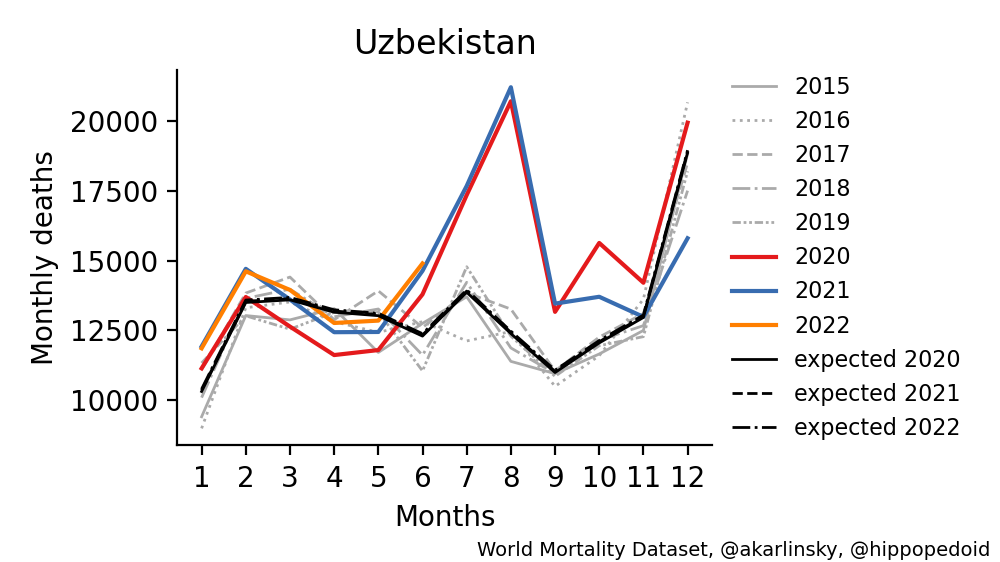 Uzbekistan
Monthly deaths
20000
17500
15000
12500
10000
1 2 3 4 5 6 7 8 9 10 11 12
Months
2015
2016
2017
2018
2019
2020
2021
2022
expected 2020
expected 2021
expected 2022
World Mortality Dataset, @akarlinsky, @hippopedoid